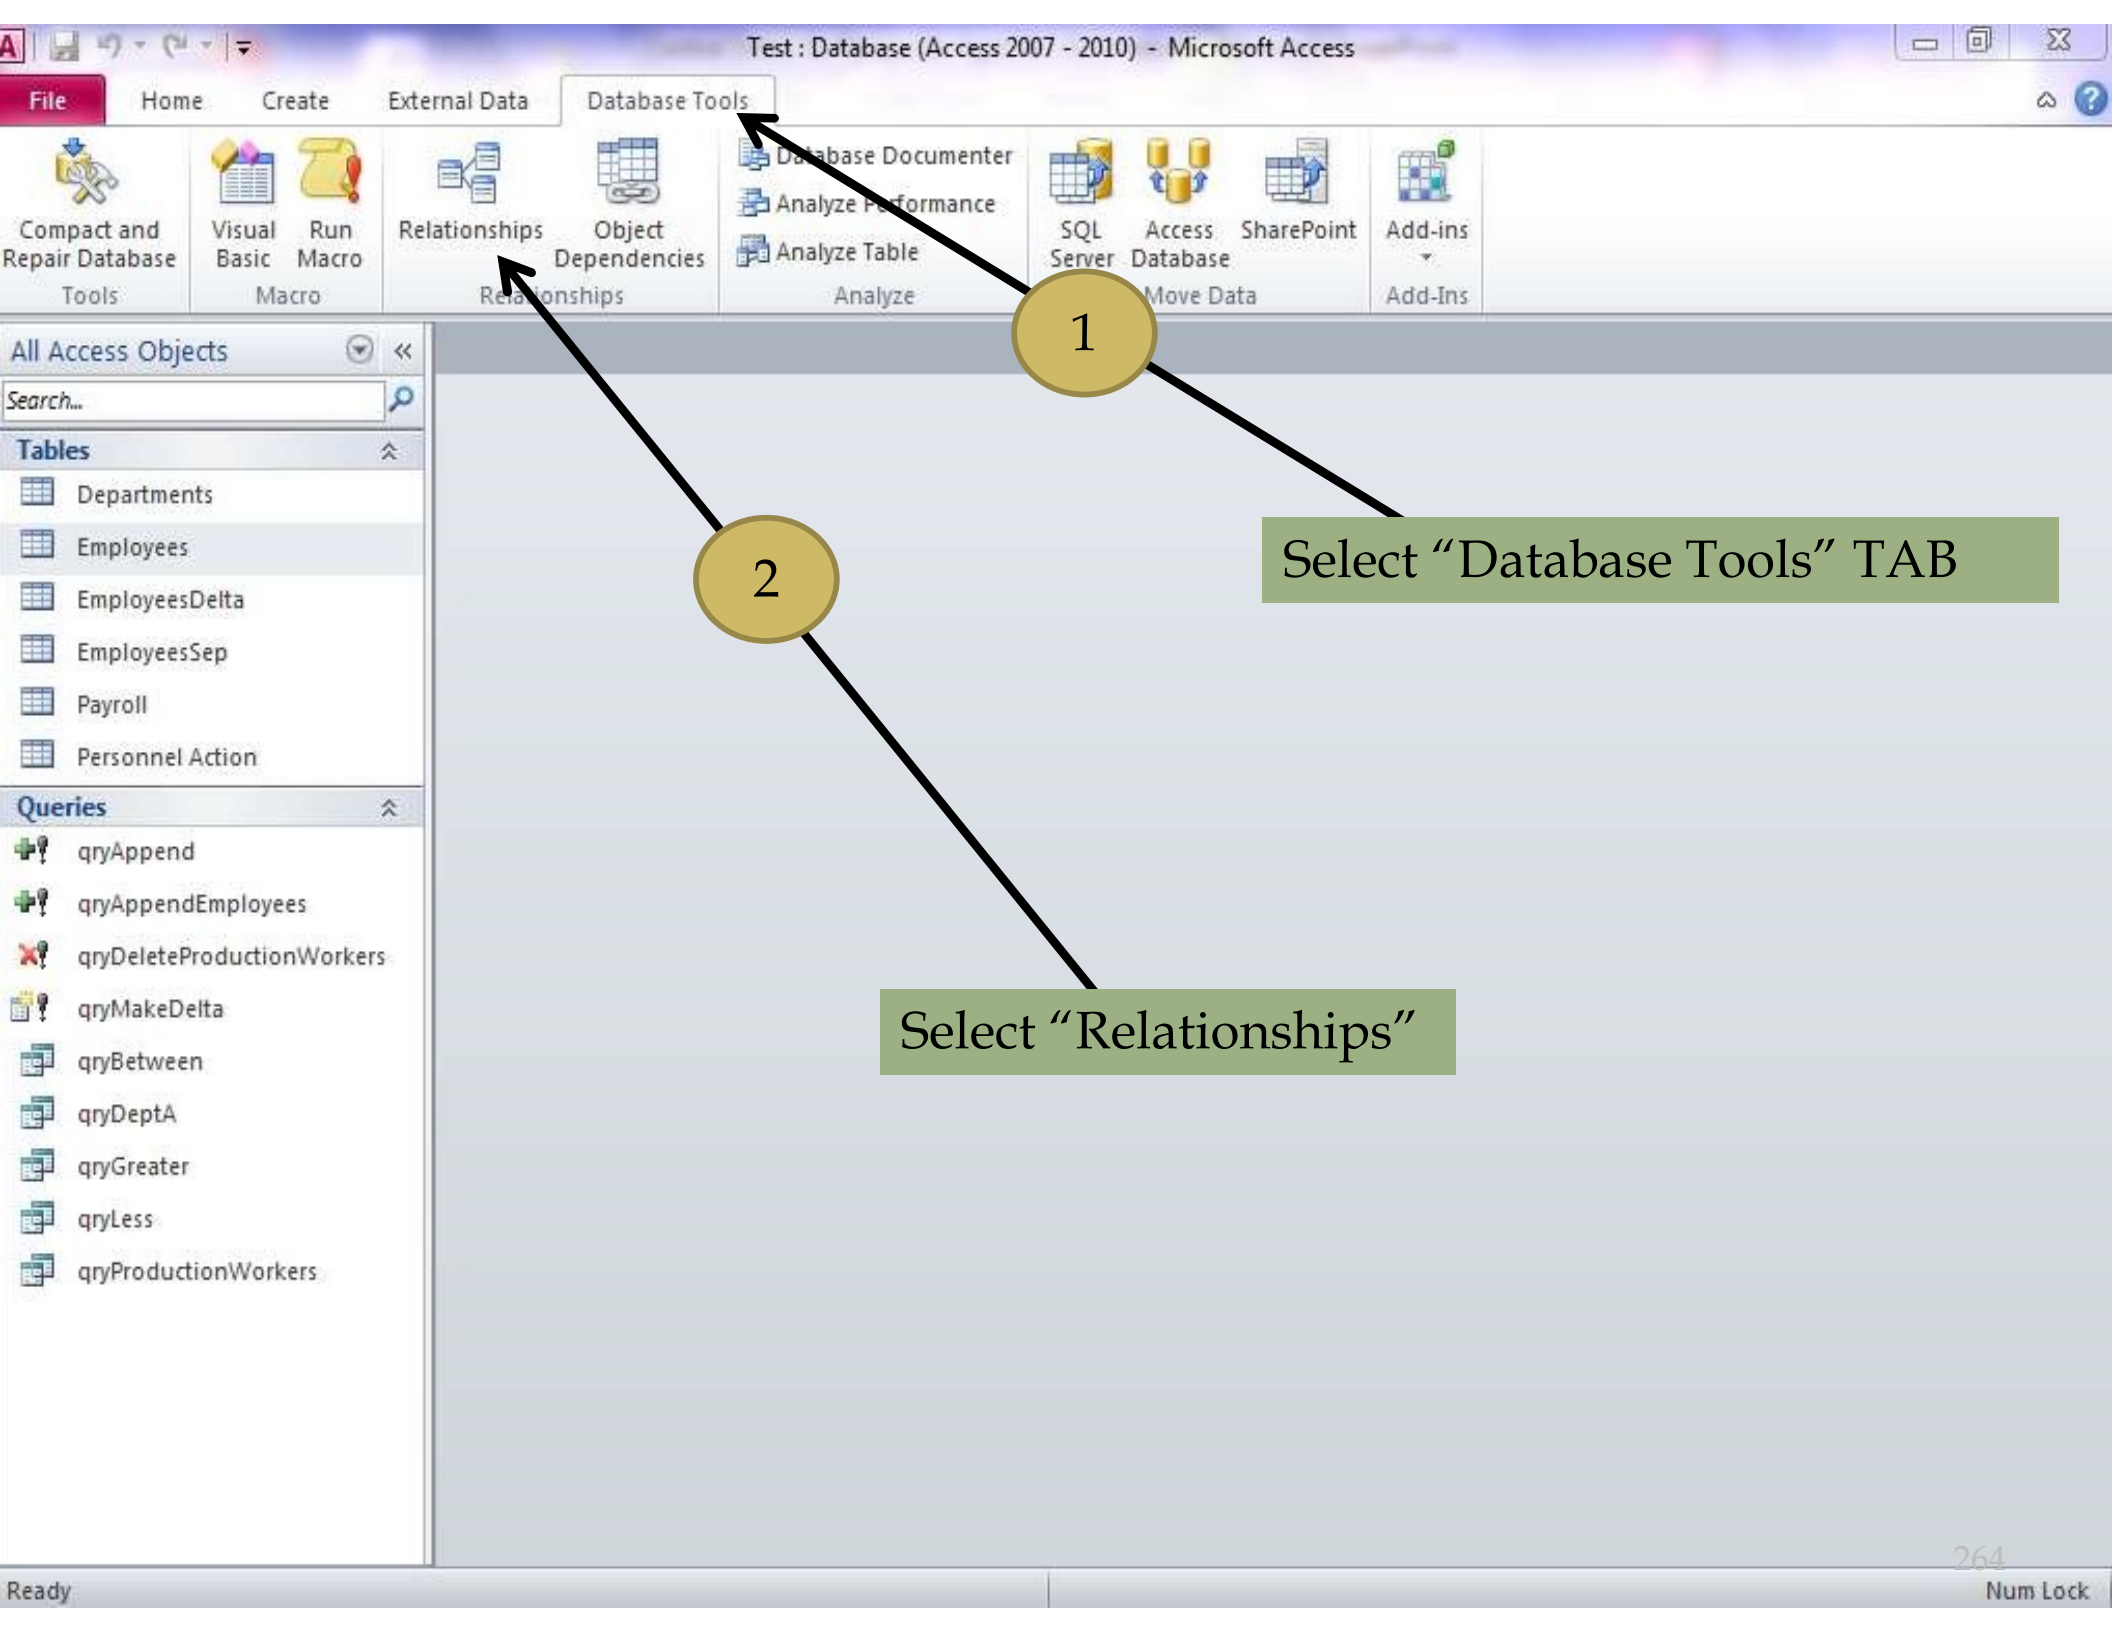 A
Test : Database (Access 2007 - 2010) - Microsoft Access
File Home Create External Data Database Tools
Compact and
Repair Database
Tools
Visual
Basic
Run
Macro
Macro
Relationships
Object
Dependencies
Relationships
Database Documenter
Analyze Performance
Analyze Table
Analyze
SQL
Server
Access
Database
SharePoint
Move Data
Add-ins
Add-Ins
1
All Access Objects
Search...
Tables
Departments
Employees
EmployeesDelta
EmployeesSep
Payroll
Personnel Action
Queries
qryAppend
qryAppendEmployees
qryDeleteProductionWorkers
qryMakeDelta
qryBetween
qryDeptA
qryGreater
qryLess
qryProductionWorkers
Select “Database Tools” TAB
2
Select “Relationships”
264
Ready
Num Lock